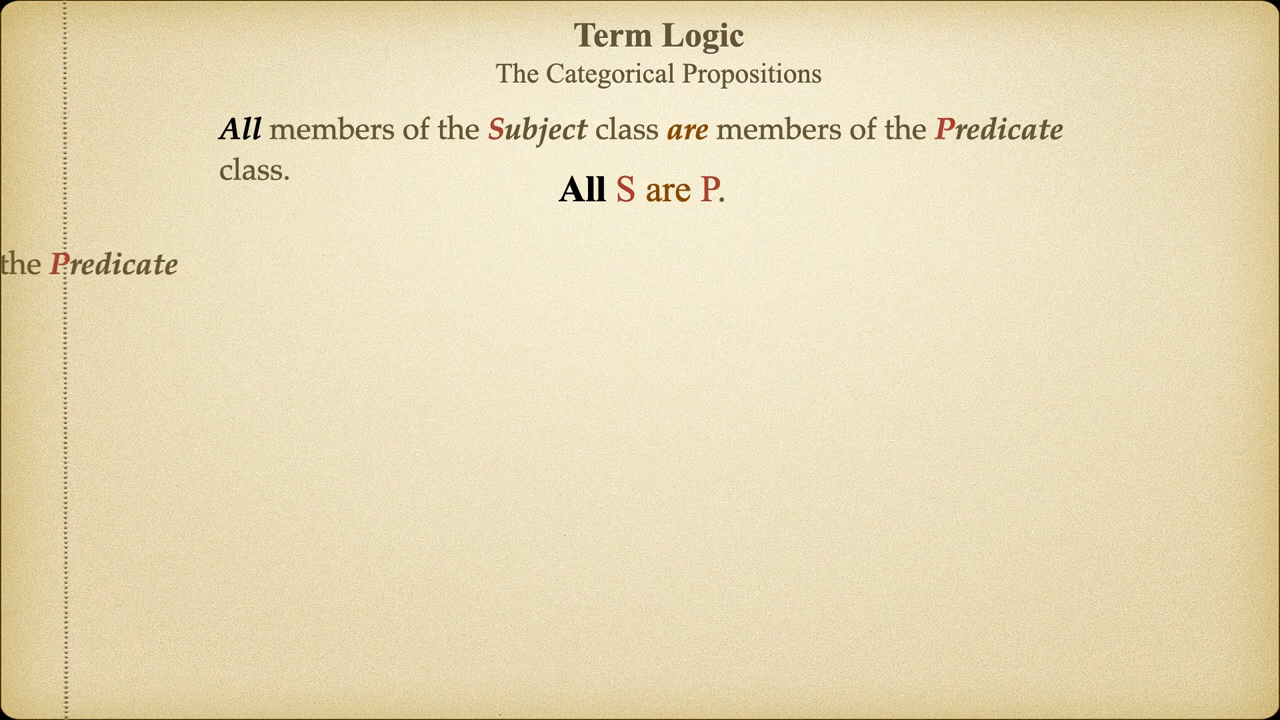 Term Logic
The Categorical Propositions
All members of the Subject class are members of the Predicate
class.
All S are P.
the Predicate